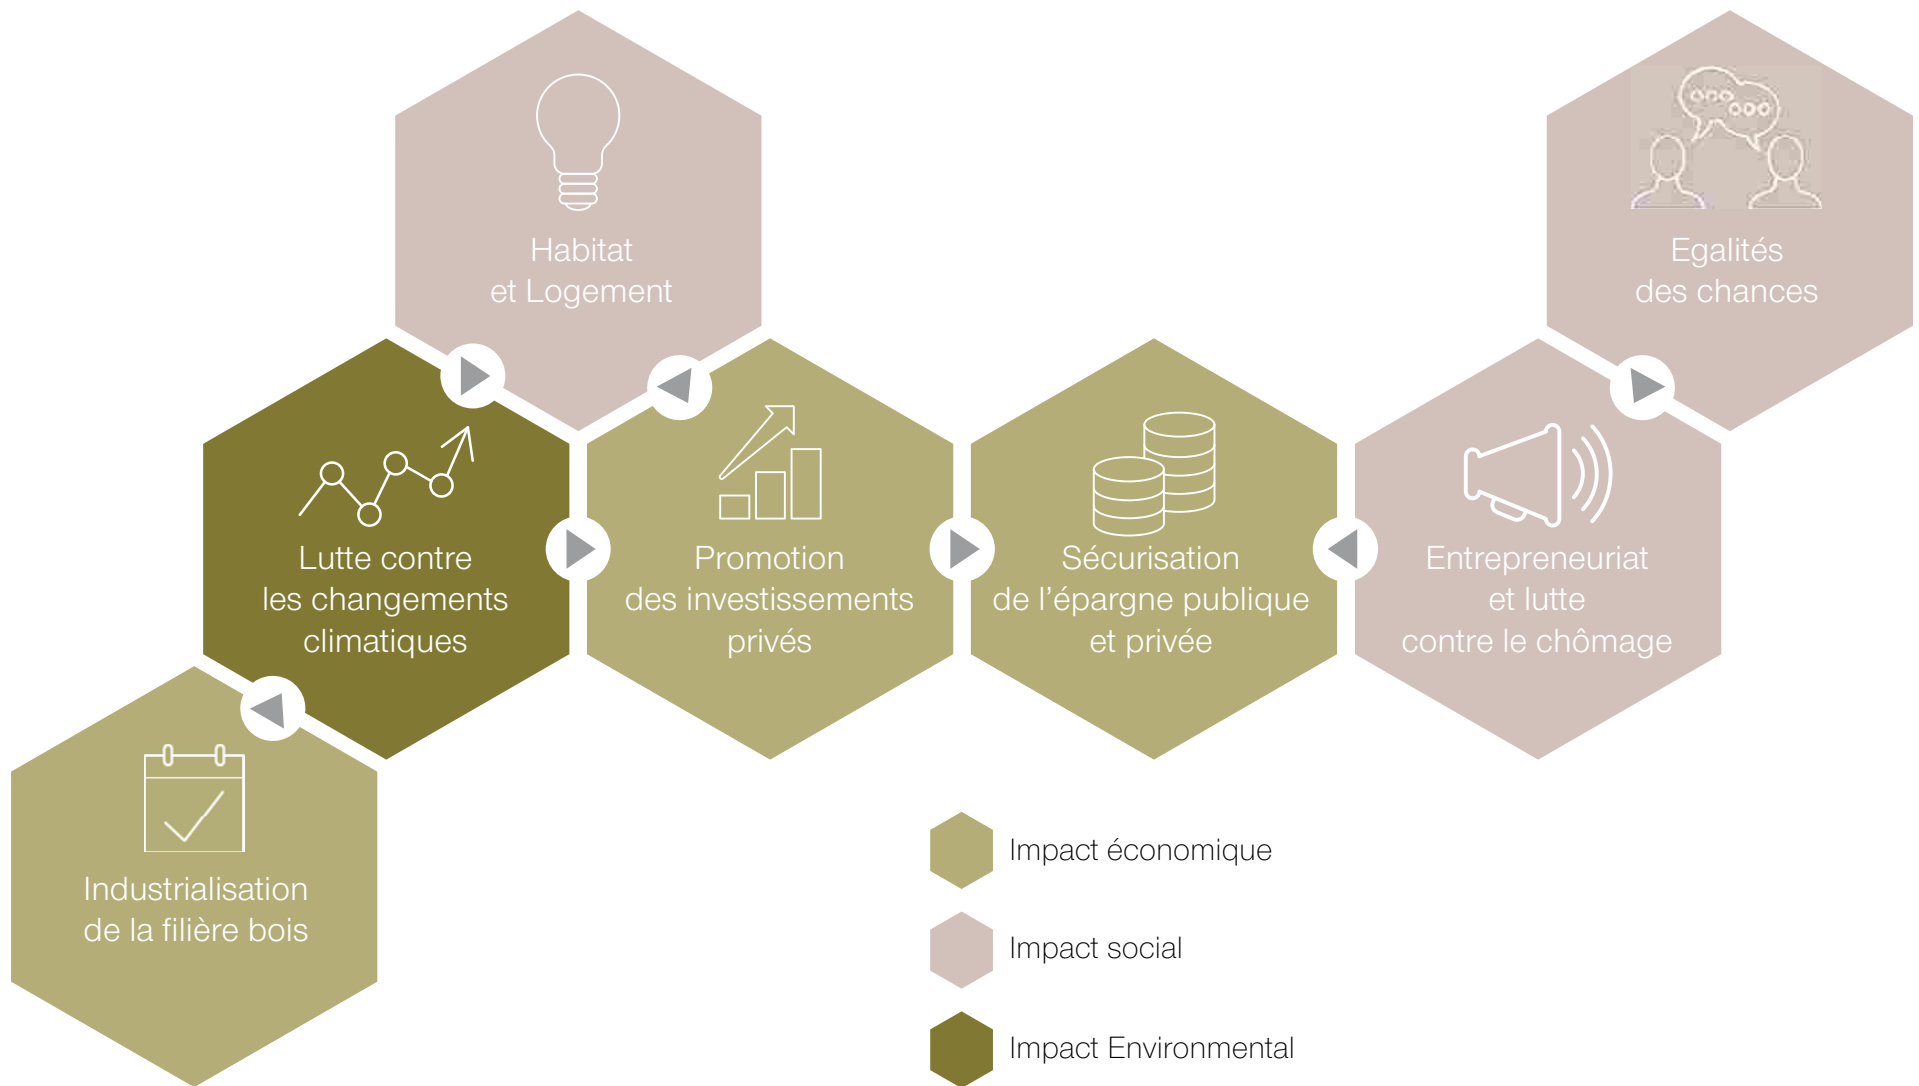 Habitat
et Logement
Egalités
des chances
Lutte contre
les changements
climatiques
Promotion
des investissements
privés
Sécurisation
de l’épargne publique
et privée
Entrepreneuriat
et lutte
contre le chômage
Industrialisation
de la filière bois
Impact économique
Impact social
Impact Environmental